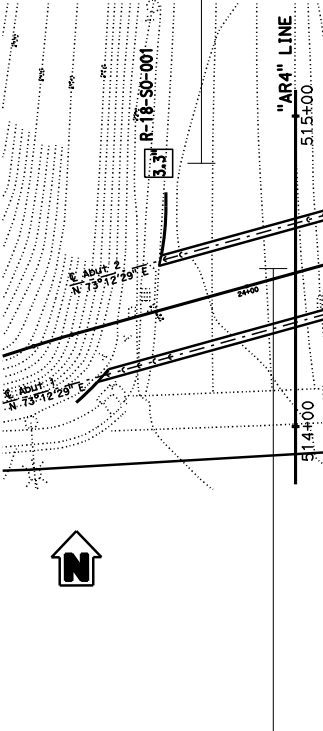 "AR4" LINE
515+00
R-18-SO-001
3.3"
℄ Abut 2
N 73°12'29" E
24+00
℄ Abut 1
N 73°12'29" E
514+00
N